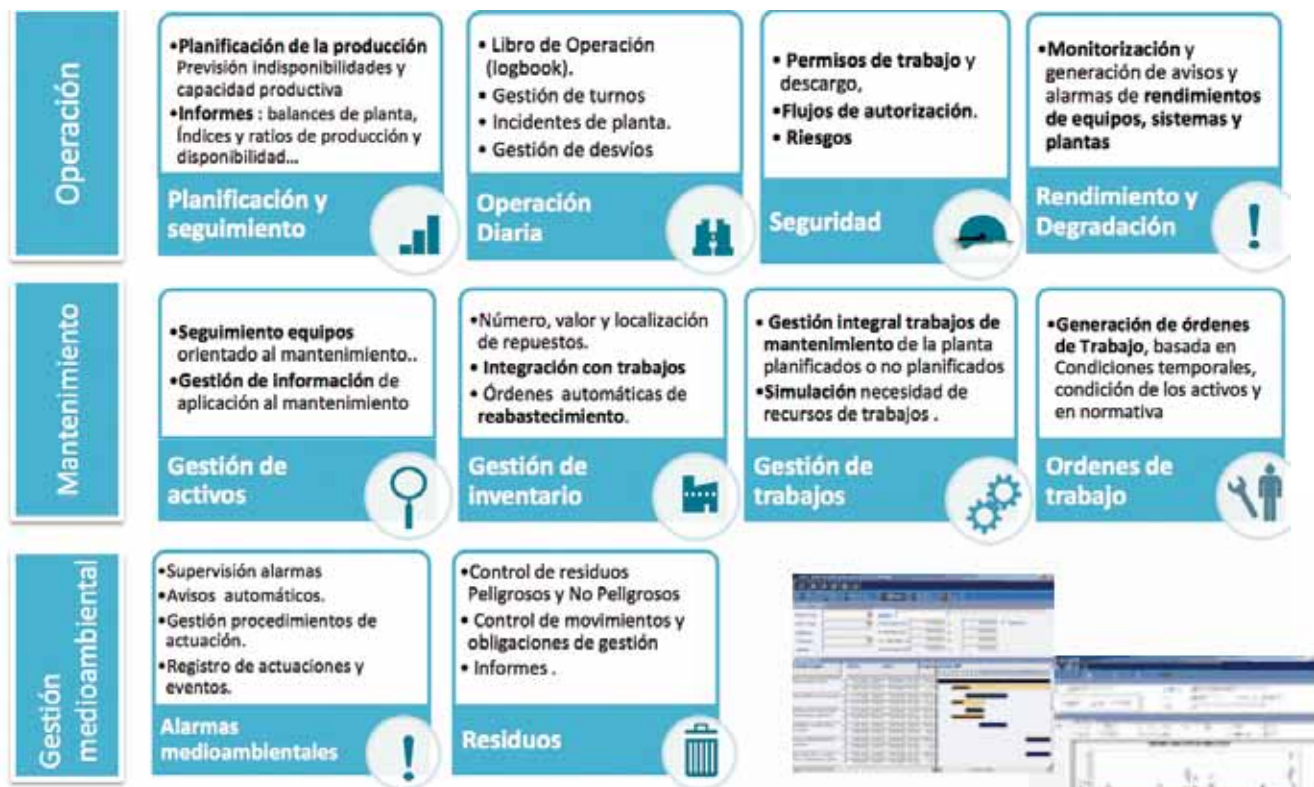 Operación
•Planificación de la producción
Previsión indisponibilidades y
capacidad productiva
•Informes : balances de planta,
Índices y ratios de producción y
disponibilidad...
Planificación y
seguimiento
• Libro de Operación
(logbook).
• Gestión de turnos
• Incidentes de planta.
• Gestión de desvíos
Operación
Diaria
• Permisos de trabajo y
descargo,
•Flujos de autorización.
• Riesgos
Seguridad
•Monitorización y
generación de avisos y
alarmas de rendimientos
de equipos, sistemas y
plantas
Rendimiento y
Degradación
Mantenimiento
•Seguimiento equipos
orientado al mantenimiento..
•Gestión de información de
aplicación al mantenimiento
Gestión de
activos
•Número, valor y localización
de repuestos.
• Integración con trabajos
• Órdenes automáticas de
reabastecimiento.
Gestión de
inventario
• Gestión integral trabajos de
mantenimiento de la planta
planificados o no planificados
•Simulación necesidad de
recursos de trabajos .
Gestión de
trabajos
•Generación de órdenes
de Trabajo, basada en
Condiciones temporales,
condición de los activos y
en normativa
Ordenes de
trabajo
Gestión
medioambiental
•Supervisión alarmas
•Avisos automáticos.
•Gestión procedimientos de
actuación.
•Registro de actuaciones y
eventos.
Alarmas
medioambientales
•Control de residuos
Peligrosos y No Peligrosos
• Control de movimientos y
obligaciones de gestión
• Informes .
Residuos